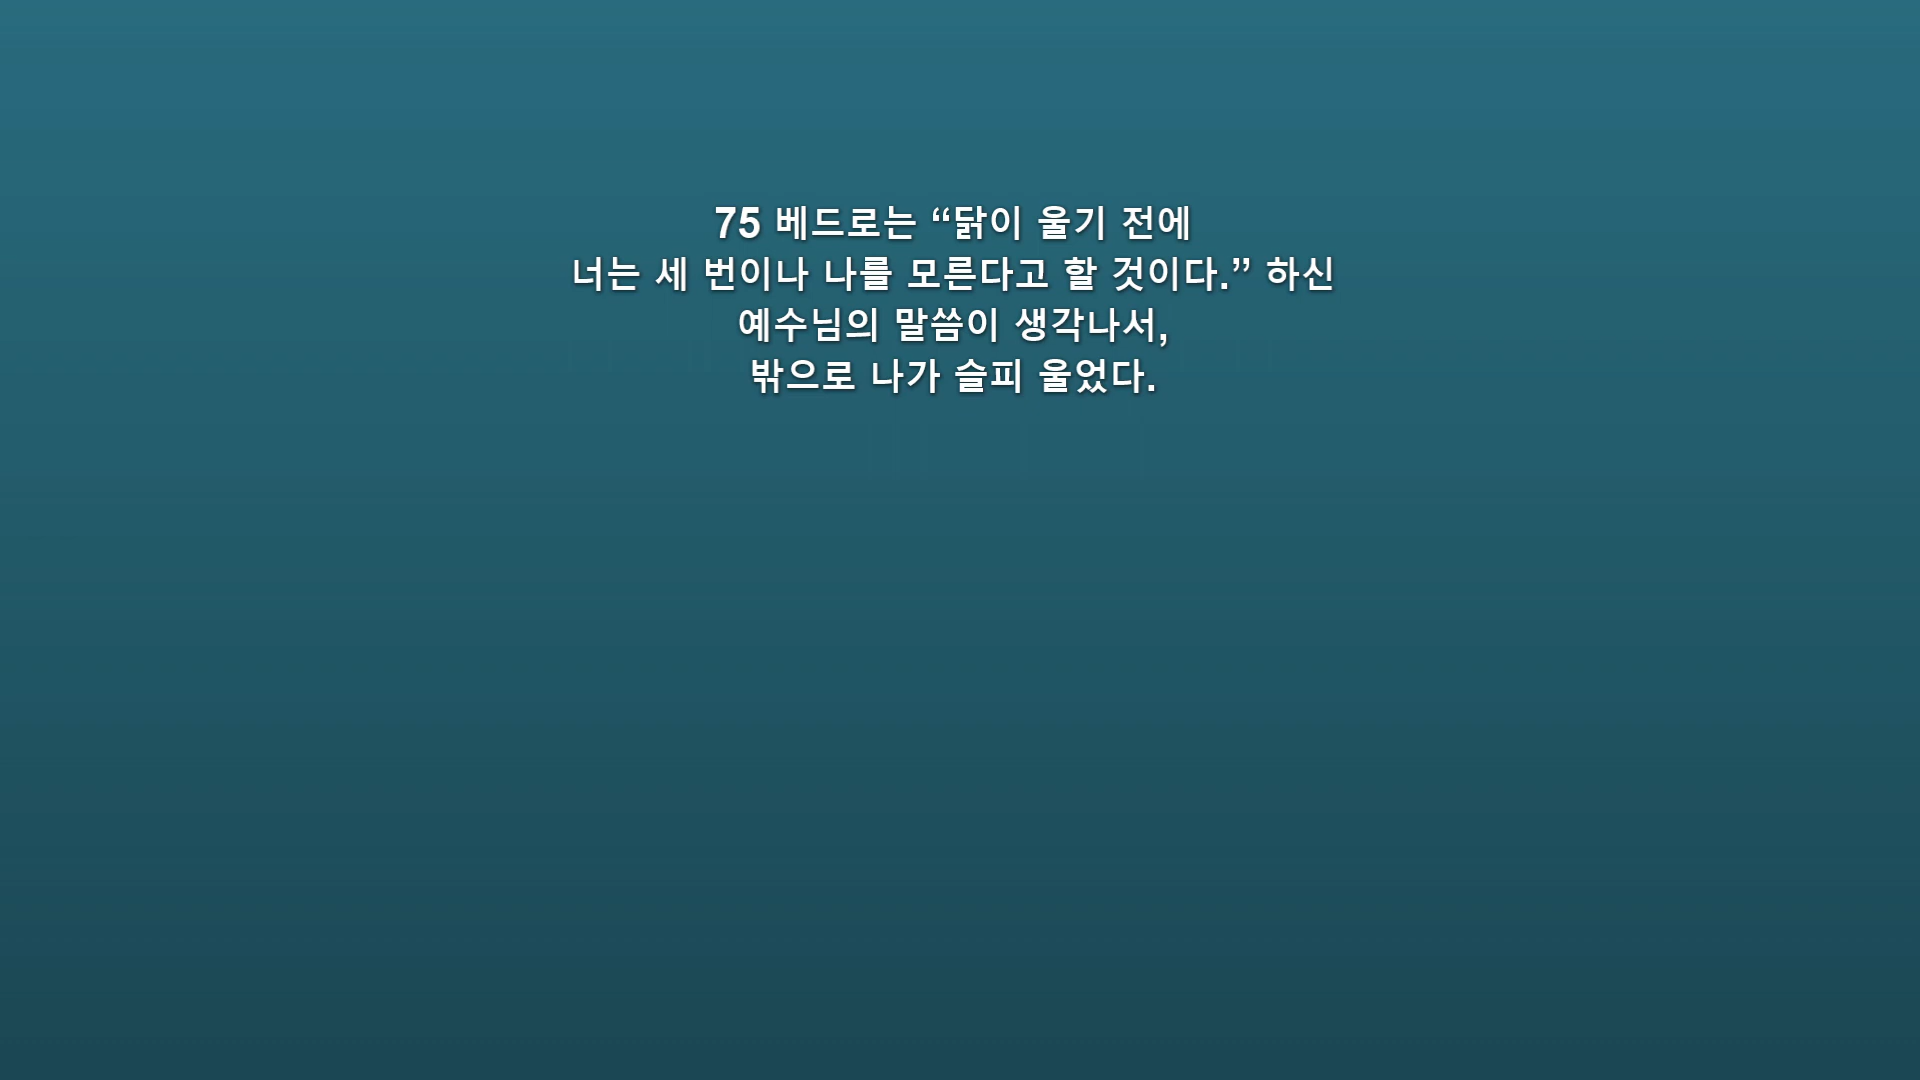 75 베드로는 “닭이 울기 전에
너는 세 번이나 나를 모른다고 할 것이다.” 하신
예수님의 말씀이 생각나서,
밖으로 나가 슬피 울었다.